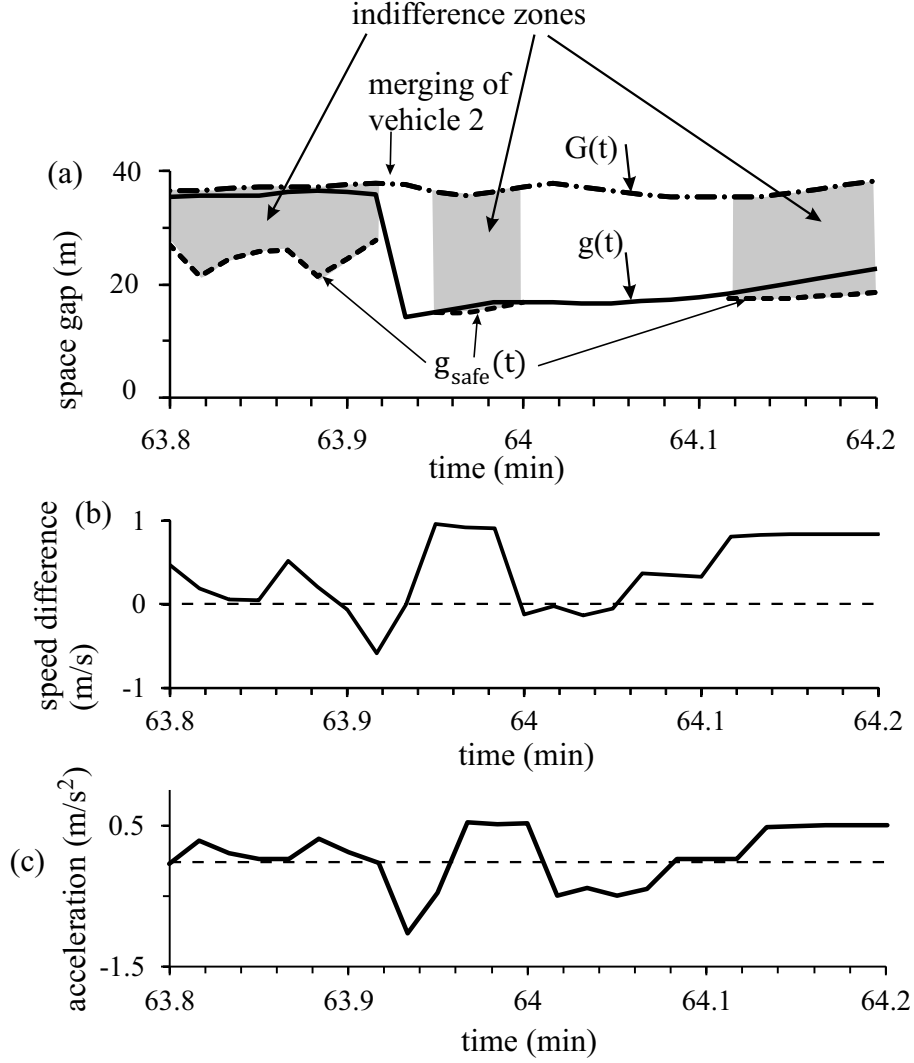 indifference zones
merging of
vehicle 2
(a)
G(t)
g(t)
g_safe(t)
space gap (m)
40
20
0
63.8 63.9 64 64.1 64.2
time (min)
(b)
speed difference
(m/s)
1
0
-1
63.8 63.9 64 64.1 64.2
time (min)
(c)
acceleration (m/s²)
0.5
-1.5
63.8 63.9 64 64.1 64.2
time (min)